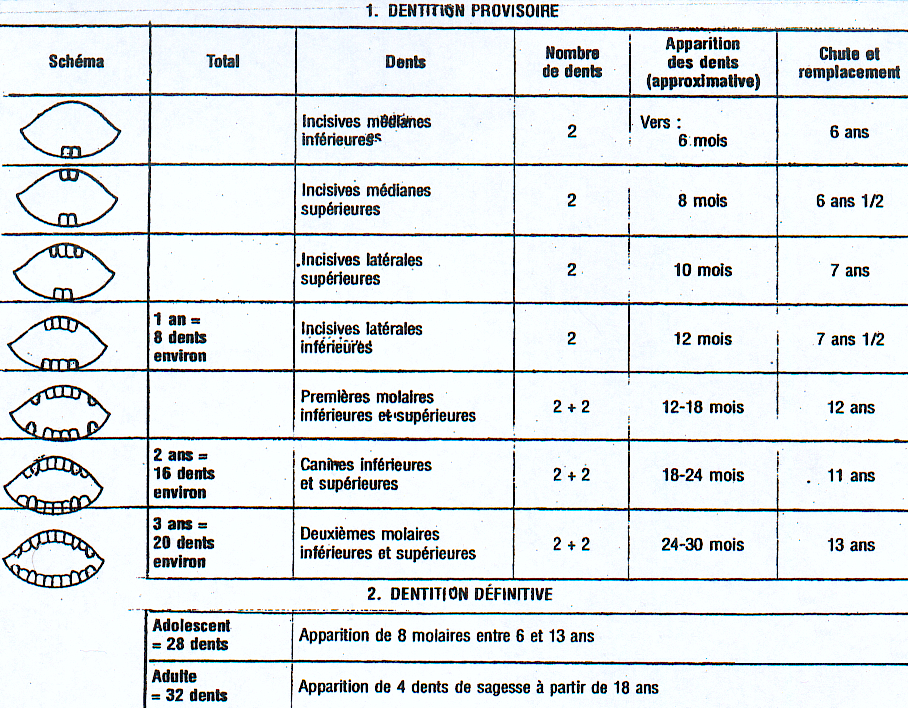 1. DENTITION PROVISOIRE
Schéma
Total
Dents
Nombre
de dents
Apparition
des dents
(approximative)
Chute et
remplacement
Incisives médianes
inférieures
2
Vers :
6 mois
6 ans
Incisives médianes
supérieures
2
8 mois
6 ans 1/2
Incisives latérales
supérieures
2
10 mois
7 ans
1 an =
8 dents
environ
Incisives latérales
inférieures
2
12 mois
7 ans 1/2
Premières molaires
inférieures et supérieures
2 + 2
12-18 mois
12 ans
2 ans =
16 dents
environ
Canines inférieures
et supérieures
2 + 2
18-24 mois
11 ans
3 ans =
20 dents
environ
Deuxièmes molaires
inférieures et supérieures
2 + 2
24-30 mois
13 ans
2. DENTITION DÉFINITIVE
Adolescent
= 28 dents
Apparition de 8 molaires entre 6 et 13 ans
Adulte
= 32 dents
Apparition de 4 dents de sagesse à partir de 18 ans